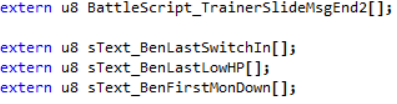 extern u8 BattleScript_TrainerSlideMsgEnd2[];
extern u8 sText_BenLastSwitchIn[];
extern u8 sText_BenLastLowHP[];
extern u8 sText_BenFirstMonDown[];